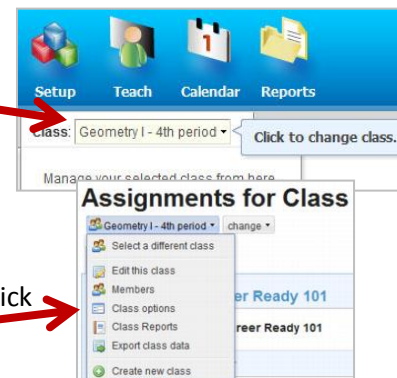 1
Setup Teach Calendar Reports
Class: Geometry I - 4th period
Click to change class.
Manage your selected class from here
Assignments for Class
Geometry I - 4th period change
Select a different class
Edit this class
Members
er Ready 101
ick
Class options
Class Reports
reer Ready 101
Export class data
Create new class